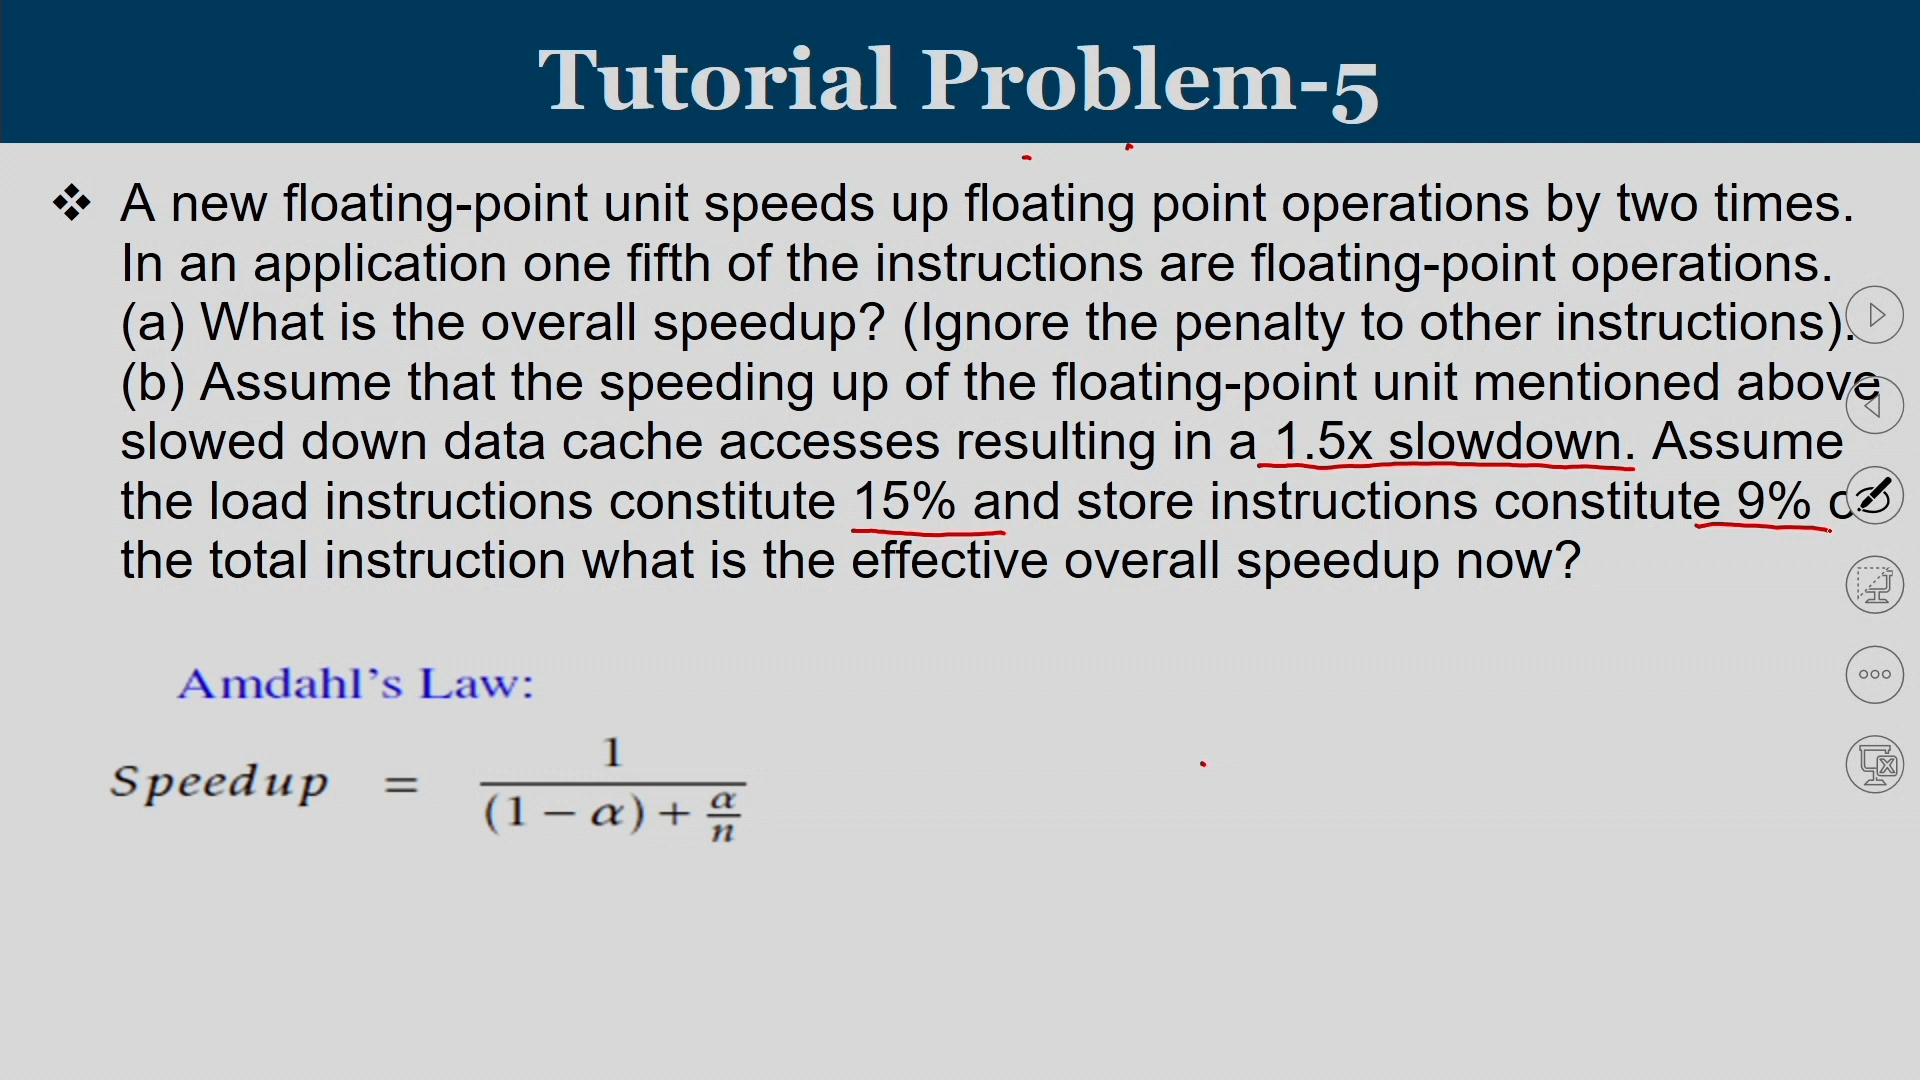 Tutorial Problem-5
❖ A new floating-point unit speeds up floating point operations by two times.
In an application one fifth of the instructions are floating-point operations.
(a) What is the overall speedup? (Ignore the penalty to other instructions).
(b) Assume that the speeding up of the floating-point unit mentioned above
slowed down data cache accesses resulting in a 1.5x slowdown. Assume
the load instructions constitute 15% and store instructions constitute 9%
the total instruction what is the effective overall speedup now?
Amdahl's Law:
Speedup = 1 / ((1 − α) + α/n)